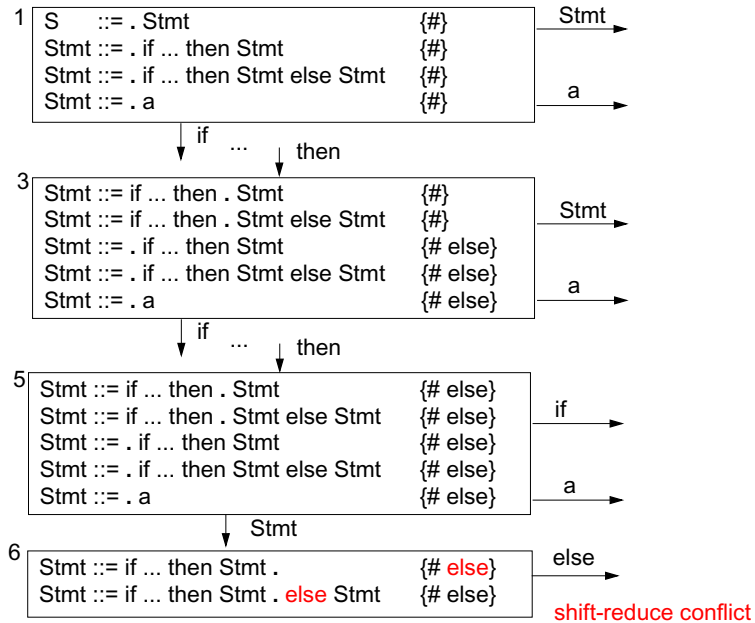 1
S ::= . Stmt {#}
Stmt
Stmt ::= . if ... then Stmt {#}
Stmt ::= . if ... then Stmt else Stmt {#}
Stmt ::= . a {#}
a
if ... then
3
Stmt ::= if ... then . Stmt {#}
Stmt ::= if ... then . Stmt else Stmt {#}
Stmt
Stmt ::= . if ... then Stmt {# else}
Stmt ::= . if ... then Stmt else Stmt {# else}
Stmt ::= . a {# else}
a
if ... then
5
Stmt ::= if ... then . Stmt {# else}
Stmt ::= if ... then . Stmt else Stmt {# else}
if
Stmt ::= . if ... then Stmt {# else}
Stmt ::= . if ... then Stmt else Stmt {# else}
Stmt ::= . a {# else}
a
Stmt
6
Stmt ::= if ... then Stmt . {# else}
else
Stmt ::= if ... then Stmt . else Stmt {# else}
shift-reduce conflict